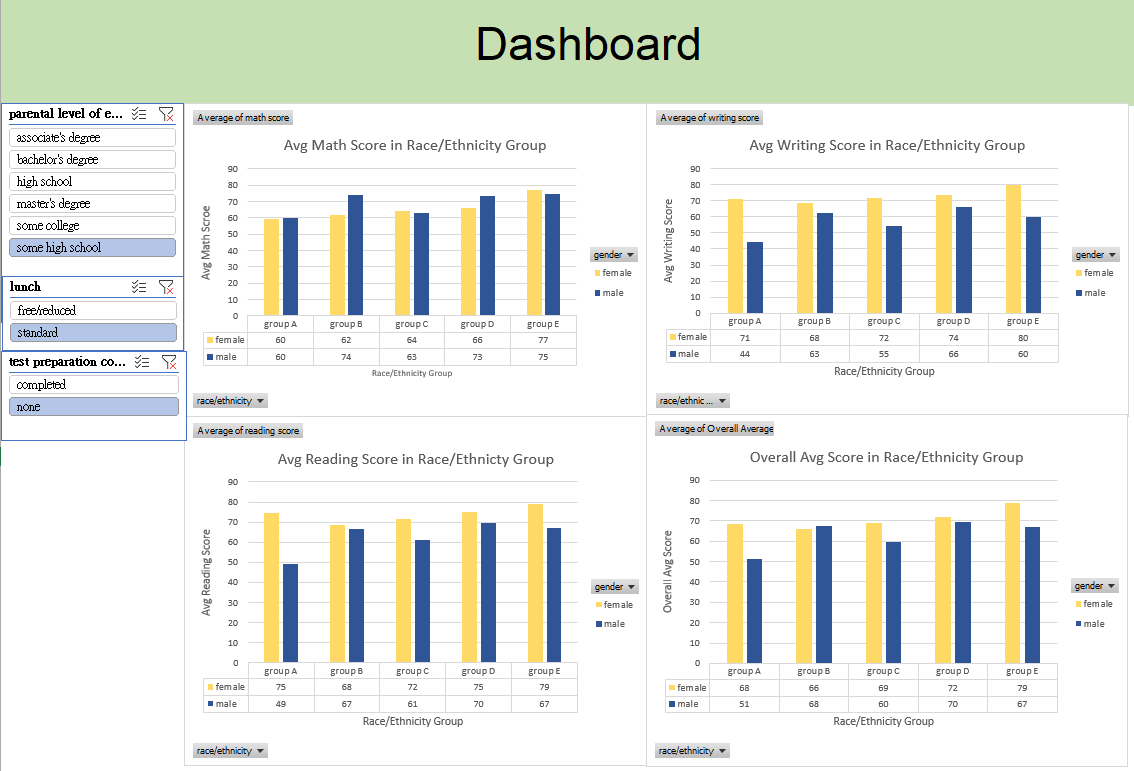 Dashboard
parental level of e...
associate's degree
bachelor's degree
high school
master's degree
some college
some high school
lunch
free/reduced
standard
test preparation co...
completed
none
Average of math score
Avg Math Score in Race/Ethnicity Group
Avg Math Scroe
90
80
70
60
50
40
30
20
10
0
group A group B group C group D group E
female 60 62 64 66 77
male 60 74 63 73 75
Race/Ethnicity Group
gender
female
male
race/ethnicity
Average of writing score
Avg Writing Score in Race/Ethnicity Group
Avg Writing Score
90
80
70
60
50
40
30
20
10
0
group A group B group C group D group E
female 71 68 72 74 80
male 44 63 55 66 60
Race/Ethnicity Group
gender
female
male
race/ethnic ...
Average of reading score
Avg Reading Score in Race/Ethnicty Group
Avg Reading Score
90
80
70
60
50
40
30
20
10
0
group A group B group C group D group E
female 75 68 72 75 79
male 49 67 61 70 67
Race/Ethnicity Group
gender
female
male
race/ethnicity
Average of Overall Average
Overall Avg Score in Race/Ethnicity Group
Overall Avg Score
90
80
70
60
50
40
30
20
10
0
group A group B group C group D group E
female 68 66 69 72 79
male 51 68 60 70 67
Race/Ethnicity Group
gender
female
male
race/ethnicity